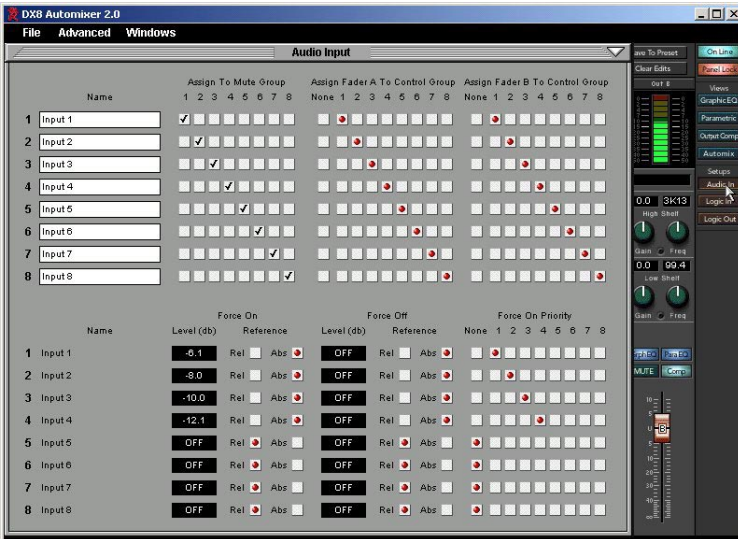 DX8 Automixer 2.0
File Advanced Windows
Audio Input
Assign To Mute Group Assign Fader A To Control Group Assign Fader B To Control Group
Name 1 2 3 4 5 6 7 8 None 1 2 3 4 5 6 7 8 None 1 2 3 4 5 6 7 8
1 Input 1
2 Input 2
3 Input 3
4 Input 4
5 Input 5
6 Input 6
7 Input 7
8 Input 8
Force On Force Off Force On Priority
Name Level (db) Reference Level (db) Reference None 1 2 3 4 5 6 7 8
1 Input 1 -6.1 Rel Abs OFF Rel Abs
2 Input 2 -8.0 Rel Abs OFF Rel Abs
3 Input 3 -10.0 Rel Abs OFF Rel Abs
4 Input 4 -12.1 Rel Abs OFF Rel Abs
5 Input 5 OFF Rel Abs OFF Rel Abs
6 Input 6 OFF Rel Abs OFF Rel Abs
7 Input 7 OFF Rel Abs OFF Rel Abs
8 Input 8 OFF Rel Abs OFF Rel Abs
To Preset
Clear Edits
Out B
0.0 3K13
High Shelf
Gain Freq
0.0 99.4
Low Shelf
Gain Freq
GrphEQ ParaEQ
MUTE Comp
B
On Line
Panel Lock
Views
GraphicEQ
Parametric
Output Comp
Automix
Setups
Audio In
Logic In
Logic Out